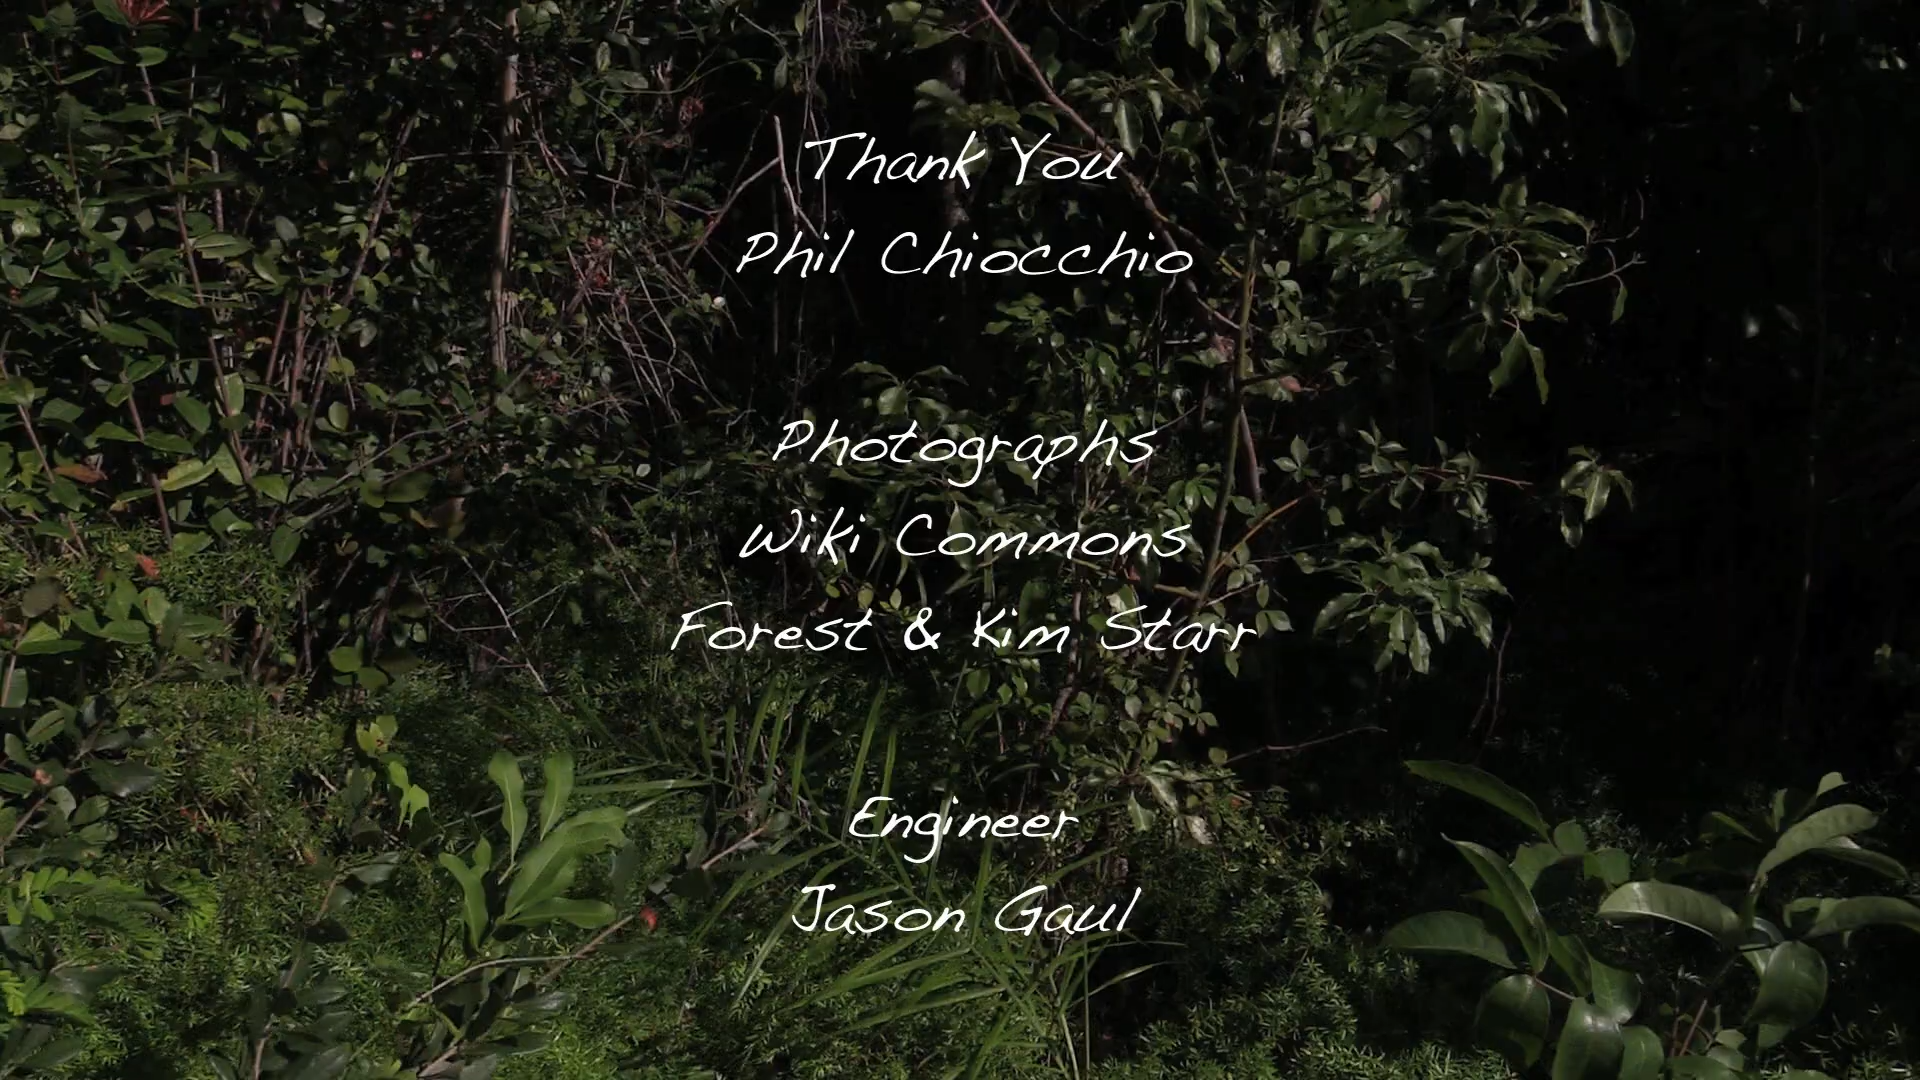 Thank You
Phil Chiocchio
Photographs
Wiki Commons
Forest & Kim Starr
Engineer
Jason Gaul